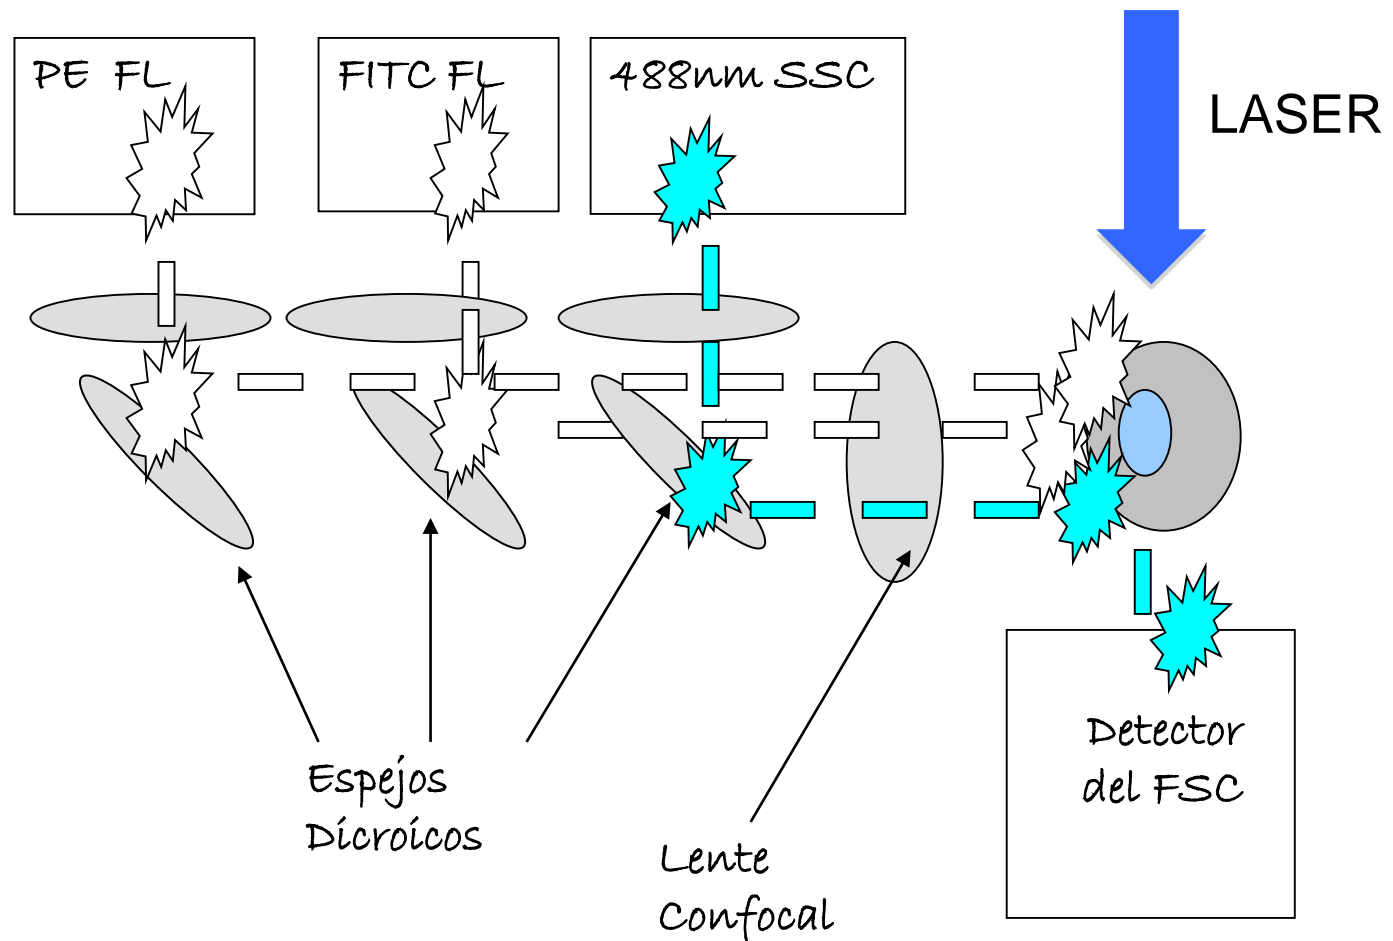 PE FL
FITC FL
488nm SSC
LASER
Detector
del FSC
Espejos
Dicroicos
Lente
Confocal